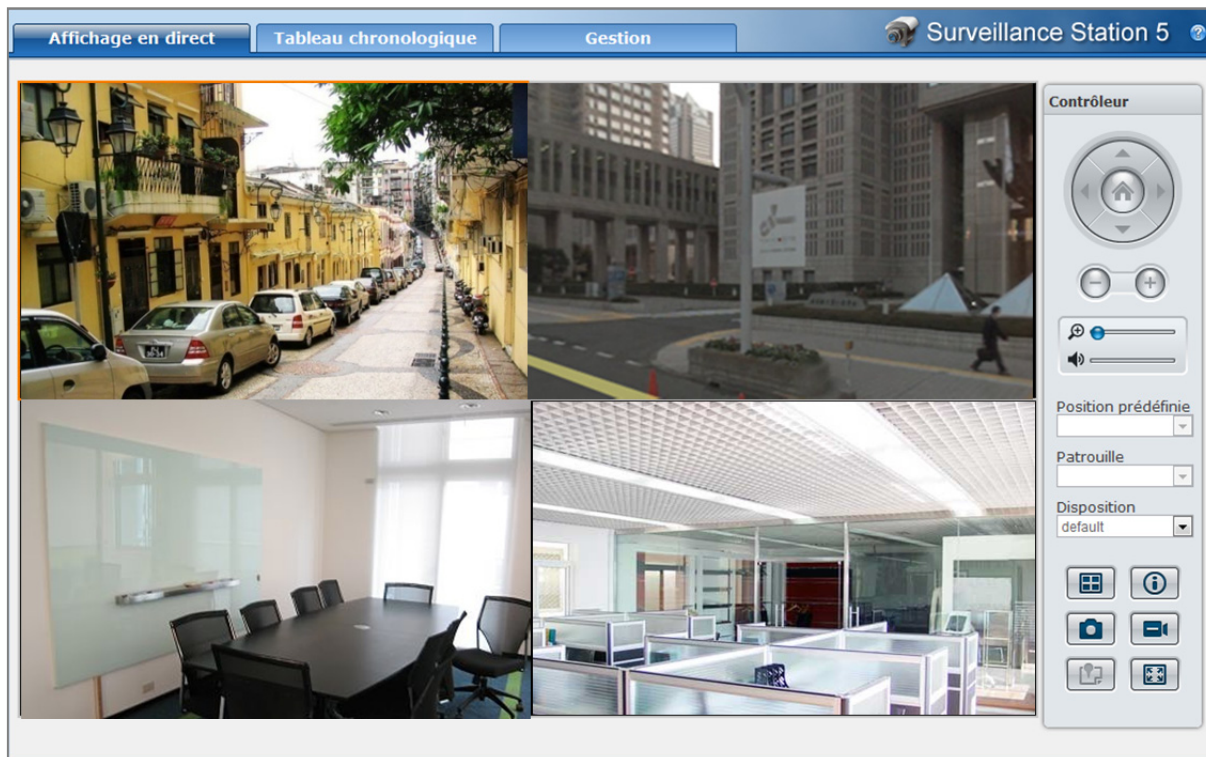 Affichage en direct
Tableau chronologique
Gestion
Surveillance Station 5
Contrôleur
Position prédéfinie
Patrouille
Disposition
default